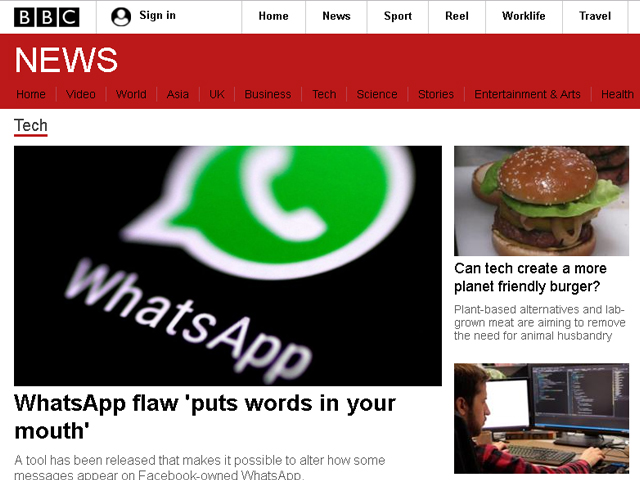 BBC
Sign in
Home
News
Sport
Reel
Worklife
Travel
NEWS
Home
Video
World
Asia
UK
Business
Tech
Science
Stories
Entertainment & Arts
Health
Tech
WhatsApp
WhatsApp flaw 'puts words in your
mouth'
A tool has been released that makes it possible to alter how some
messages appear on Facebook-owned WhatsApp.
Can tech create a more
planet friendly burger?
Plant-based alternatives and lab-
grown meat are aiming to remove
the need for animal husbandry